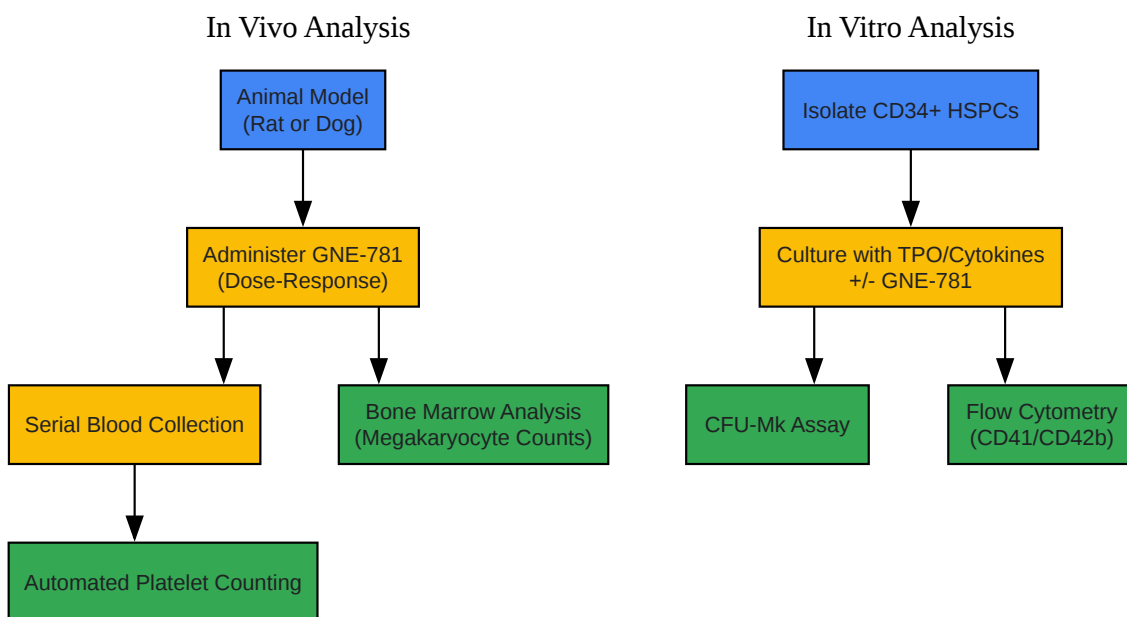 In Vivo Analysis
Animal Model
(Rat or Dog)
Administer GNE-781
(Dose-Response)
Serial Blood Collection
Bone Marrow Analysis
(Megakaryocyte Counts)
Automated Platelet Counting
In Vitro Analysis
Isolate CD34+ HSPCs
Culture with TPO/Cytokines
+/- GNE-781
CFU-Mk Assay
Flow Cytometry
(CD41/CD42b)